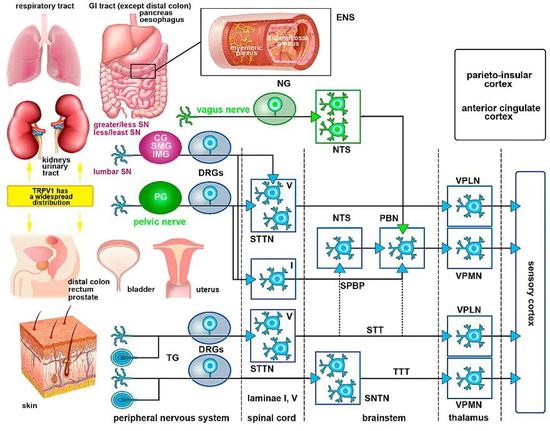 respiratory tract
GI tract (except distal colon)
pancreas
oesophagus
ENS
myenteric
plexus
submucosal
plexus
NG
parieto-insular
cortex
anterior cingulate
cortex
greater/less SN
less/least SN
vagus nerve
NTS
CG
SMG
IMG
kidneys
urinary
tract
lumbar SN
DRGs
TRPV1 has
a widespread
distribution
PG
pelvic nerve
V
STTN
VPLN
NTS
PBN
VPMN
sensory cortex
distal colon
rectum
prostate
bladder
uterus
I
SPBP
VPLN
V
STT
DRGs
TG
STTN
TTT
SNTN
VPMN
skin
peripheral nervous system
laminae I, V
spinal cord
brainstem
thalamus